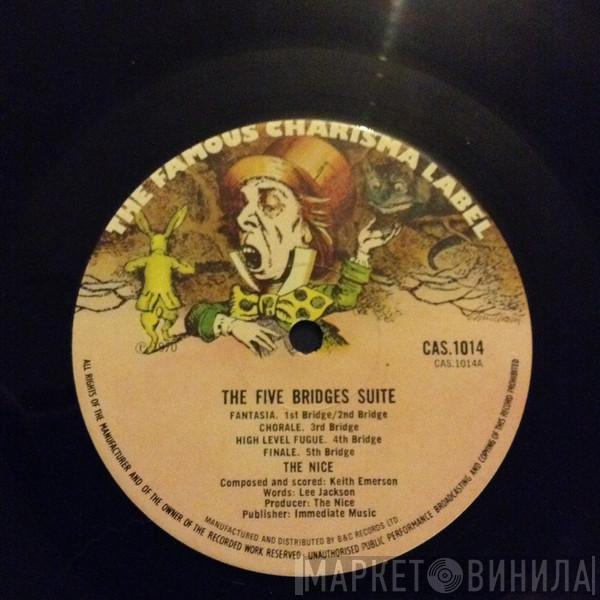 THE FAMOUS CHARISMA LABEL
℗ 1970
CAS.1014
CAS.1014A
THE FIVE BRIDGES SUITE
FANTASIA. 1st Bridge/2nd Bridge
CHORALE. 3rd Bridge
HIGH LEVEL FUGUE. 4th Bridge
FINALE. 5th Bridge
THE NICE
Composed and scored: Keith Emerson
Words: Lee Jackson
Producer: The Nice
Publisher: Immediate Music
MANUFACTURED AND DISTRIBUTED BY B&C RECORDS LTD.
ALL RIGHTS OF THE MANUFACTURER AND OF THE OWNER OF THE RECORDED WORK RESERVED. UNAUTHORISED PUBLIC PERFORMANCE BROADCASTING AND COPYING OF THIS RECORD PROHIBITED
МАРКЕТ ВИНИЛА